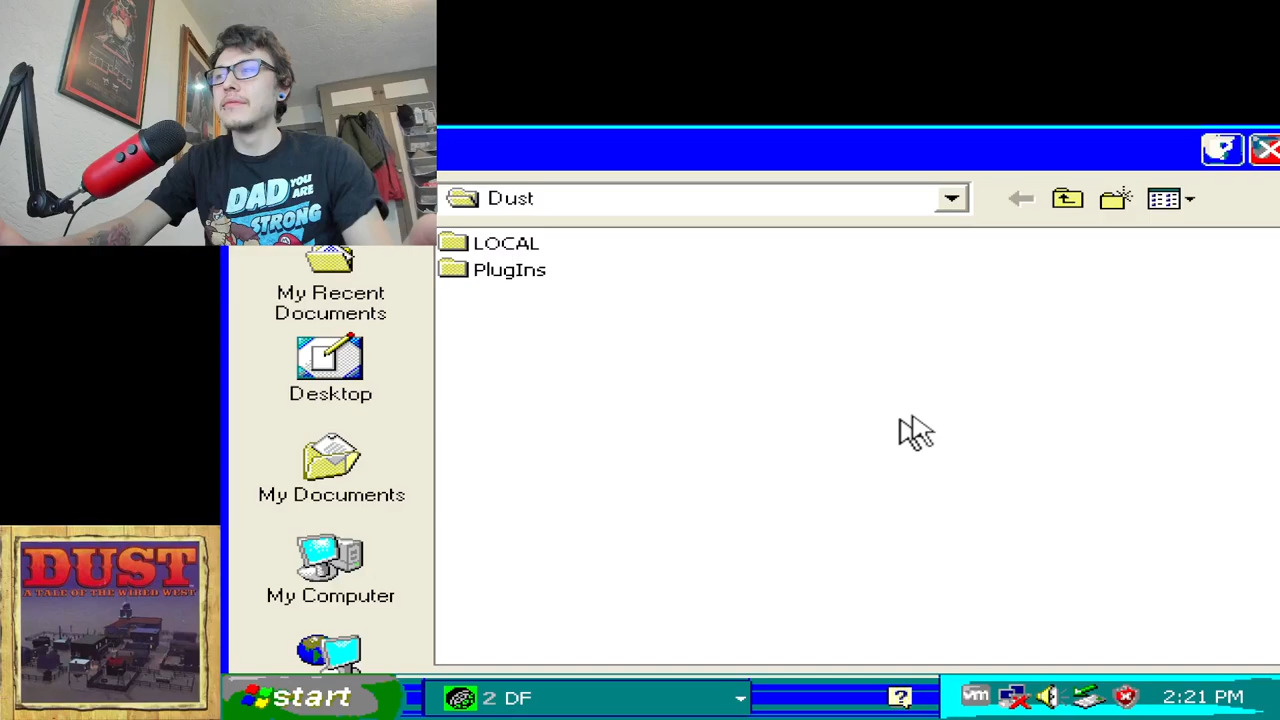 DAD YOU
ARE
STRONG
Dust
LOCAL
PlugIns
My Recent
Documents
Desktop
My Documents
My Computer
DUST
A TALE OF THE WIRED WEST
start
2 DF
?
vm
2:21 PM